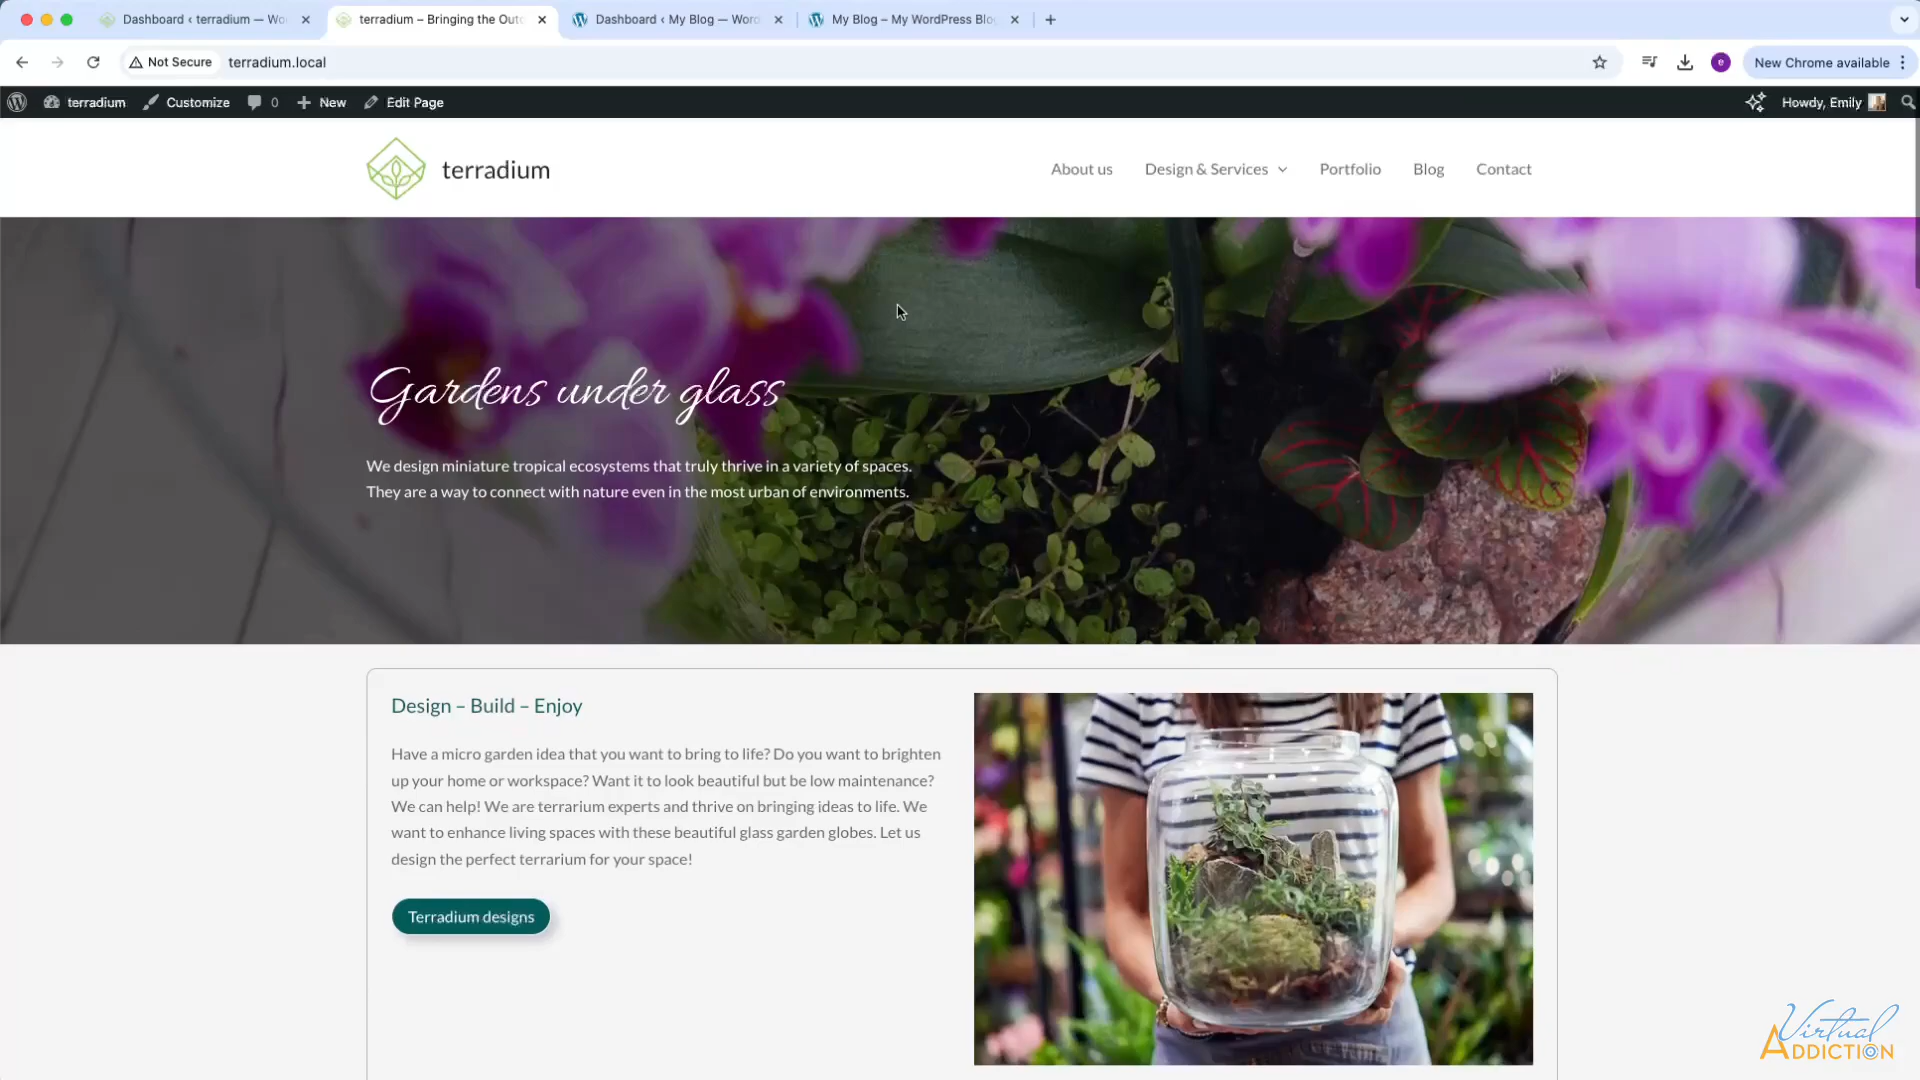 Dashboard ‹ terradium — Wo
terradium – Bringing the Out
Dashboard ‹ My Blog — Word
My Blog – My WordPress Blo
Not Secure
terradium.local
e
New Chrome available
terradium
Customize
0
New
Edit Page
Howdy, Emily
terradium
About us
Design & Services
Portfolio
Blog
Contact
Gardens under glass
We design miniature tropical ecosystems that truly thrive in a variety of spaces.
They are a way to connect with nature even in the most urban of environments.
Design – Build – Enjoy
Have a micro garden idea that you want to bring to life? Do you want to brighten
up your home or workspace? Want it to look beautiful but be low maintenance?
We can help! We are terrarium experts and thrive on bringing ideas to life. We
want to enhance living spaces with these beautiful glass garden globes. Let us
design the perfect terrarium for your space!
Terradium designs
Virtual
ADDICTION